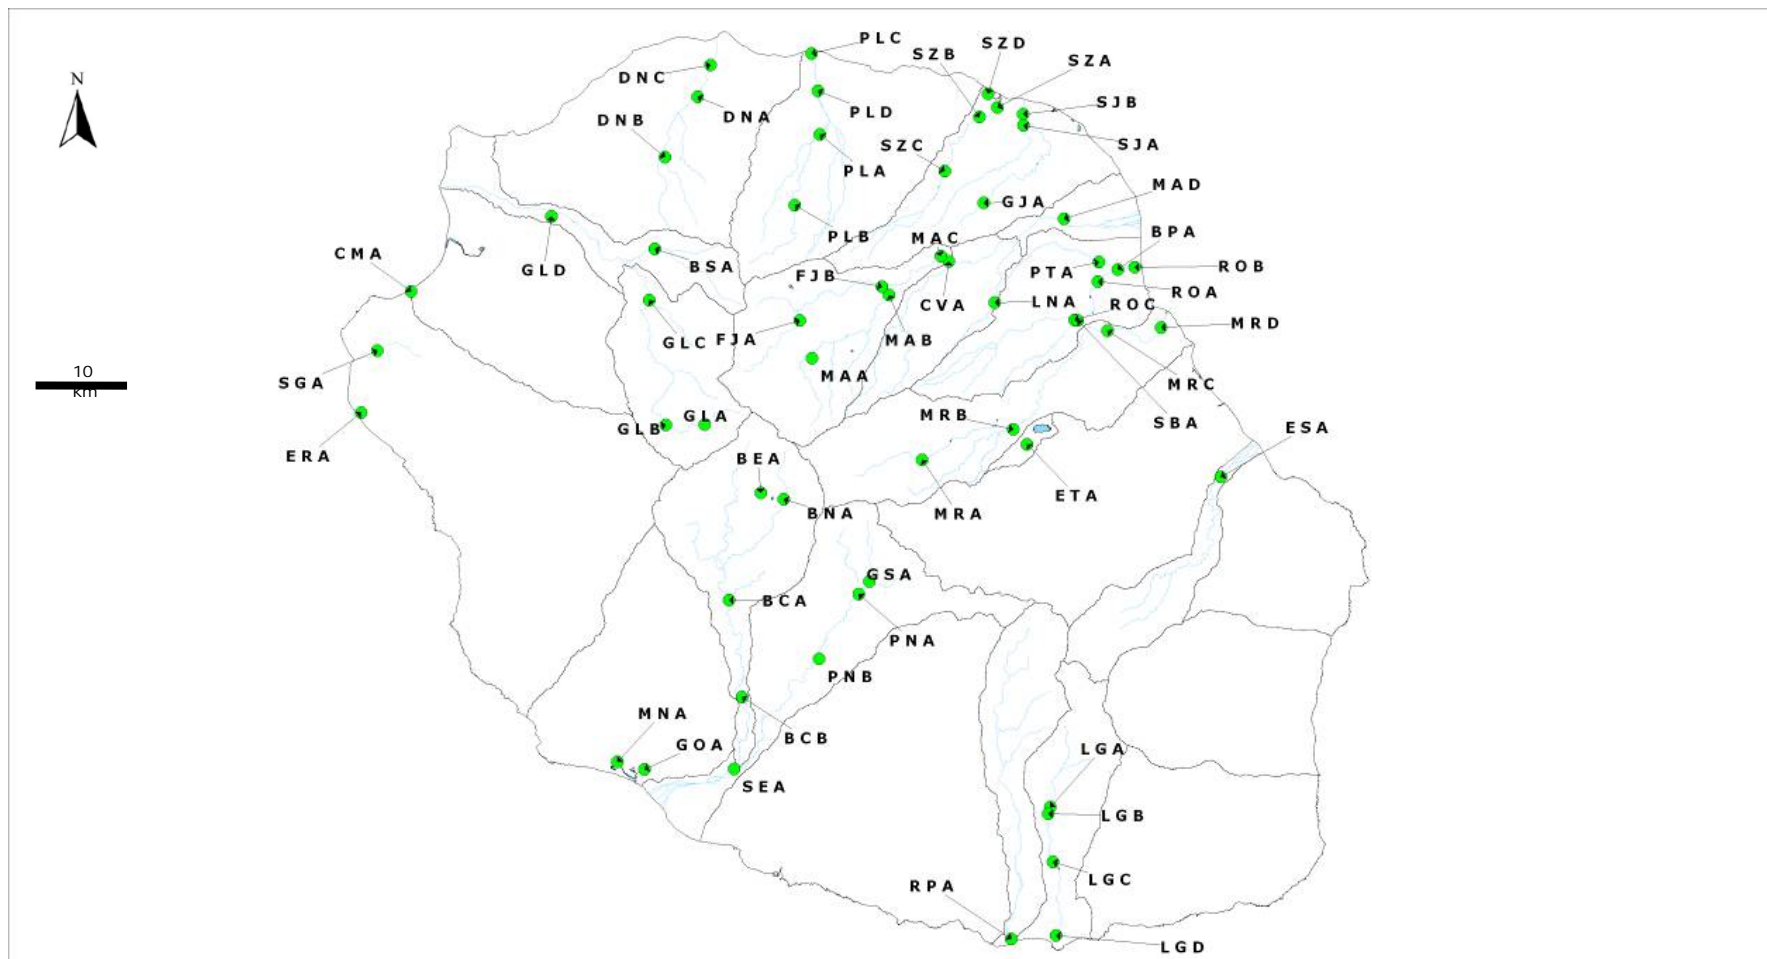 PLC
SZD
SZB
SZA
DNC
N
SJB
PLD
DNA
DNB
SJA
SZC
PLA
MAD
GJA
BPA
PLB
MAC
CMA
BSA
GLD
PTA
ROB
FJB
ROA
LNA
ROC
CVA
MRD
GLC
FJA
MAB
10
km
MAA
SGA
MRC
MRB
GLA
SBA
GLB
ESA
ERA
BEA
ETA
BNA
MRA
GSA
BCA
PNA
PNB
MNA
BCB
GOA
LGA
SEA
LGB
LGC
RPA
LGD